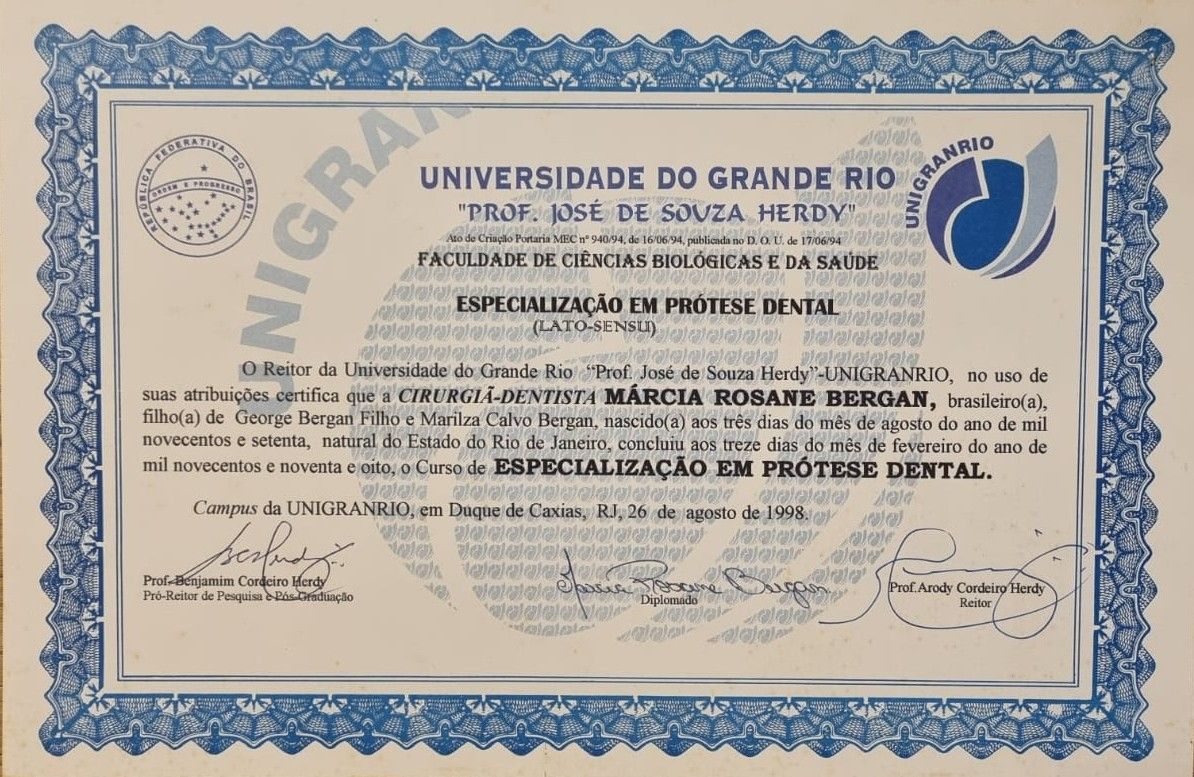 REPÚBLICA FEDERATIVA DO BRASIL
ORDEM E PROGRESSO
UNIGRAN
UNIGRANRIO
UNIVERSIDADE DO GRANDE RIO
"PROF. JOSÉ DE SOUZA HERDY"
Ato de Criação Portaria MEC nº 940/94, de 16/06/94, publicada no D. O. U. de 17/06/94
FACULDADE DE CIÊNCIAS BIOLÓGICAS E DA SAÚDE
ESPECIALIZAÇÃO EM PRÓTESE DENTAL
(LATO-SENSU)
O Reitor da Universidade do Grande Rio “Prof. José de Souza Herdy”-UNIGRANRIO, no uso de
suas atribuições certifica que a CIRURGIÃ-DENTISTA MÁRCIA ROSANE BERGAN, brasileiro(a),
filho(a) de George Bergan Filho e Marilza Calvo Bergan, nascido(a) aos três dias do mês de agosto do ano de mil
novecentos e setenta, natural do Estado do Rio de Janeiro, concluiu aos treze dias do mês de fevereiro do ano de
mil novecentos e noventa e oito, o Curso de ESPECIALIZAÇÃO EM PRÓTESE DENTAL.
Campus da UNIGRANRIO, em Duque de Caxias, RJ, 26 de agosto de 1998.
Prof. Benjamim Cordeiro Herdy
Pró-Reitor de Pesquisa e Pós-Graduação
Márcia Rosane Bergan
Diplomado
Prof. Arody Cordeiro Herdy
Reitor